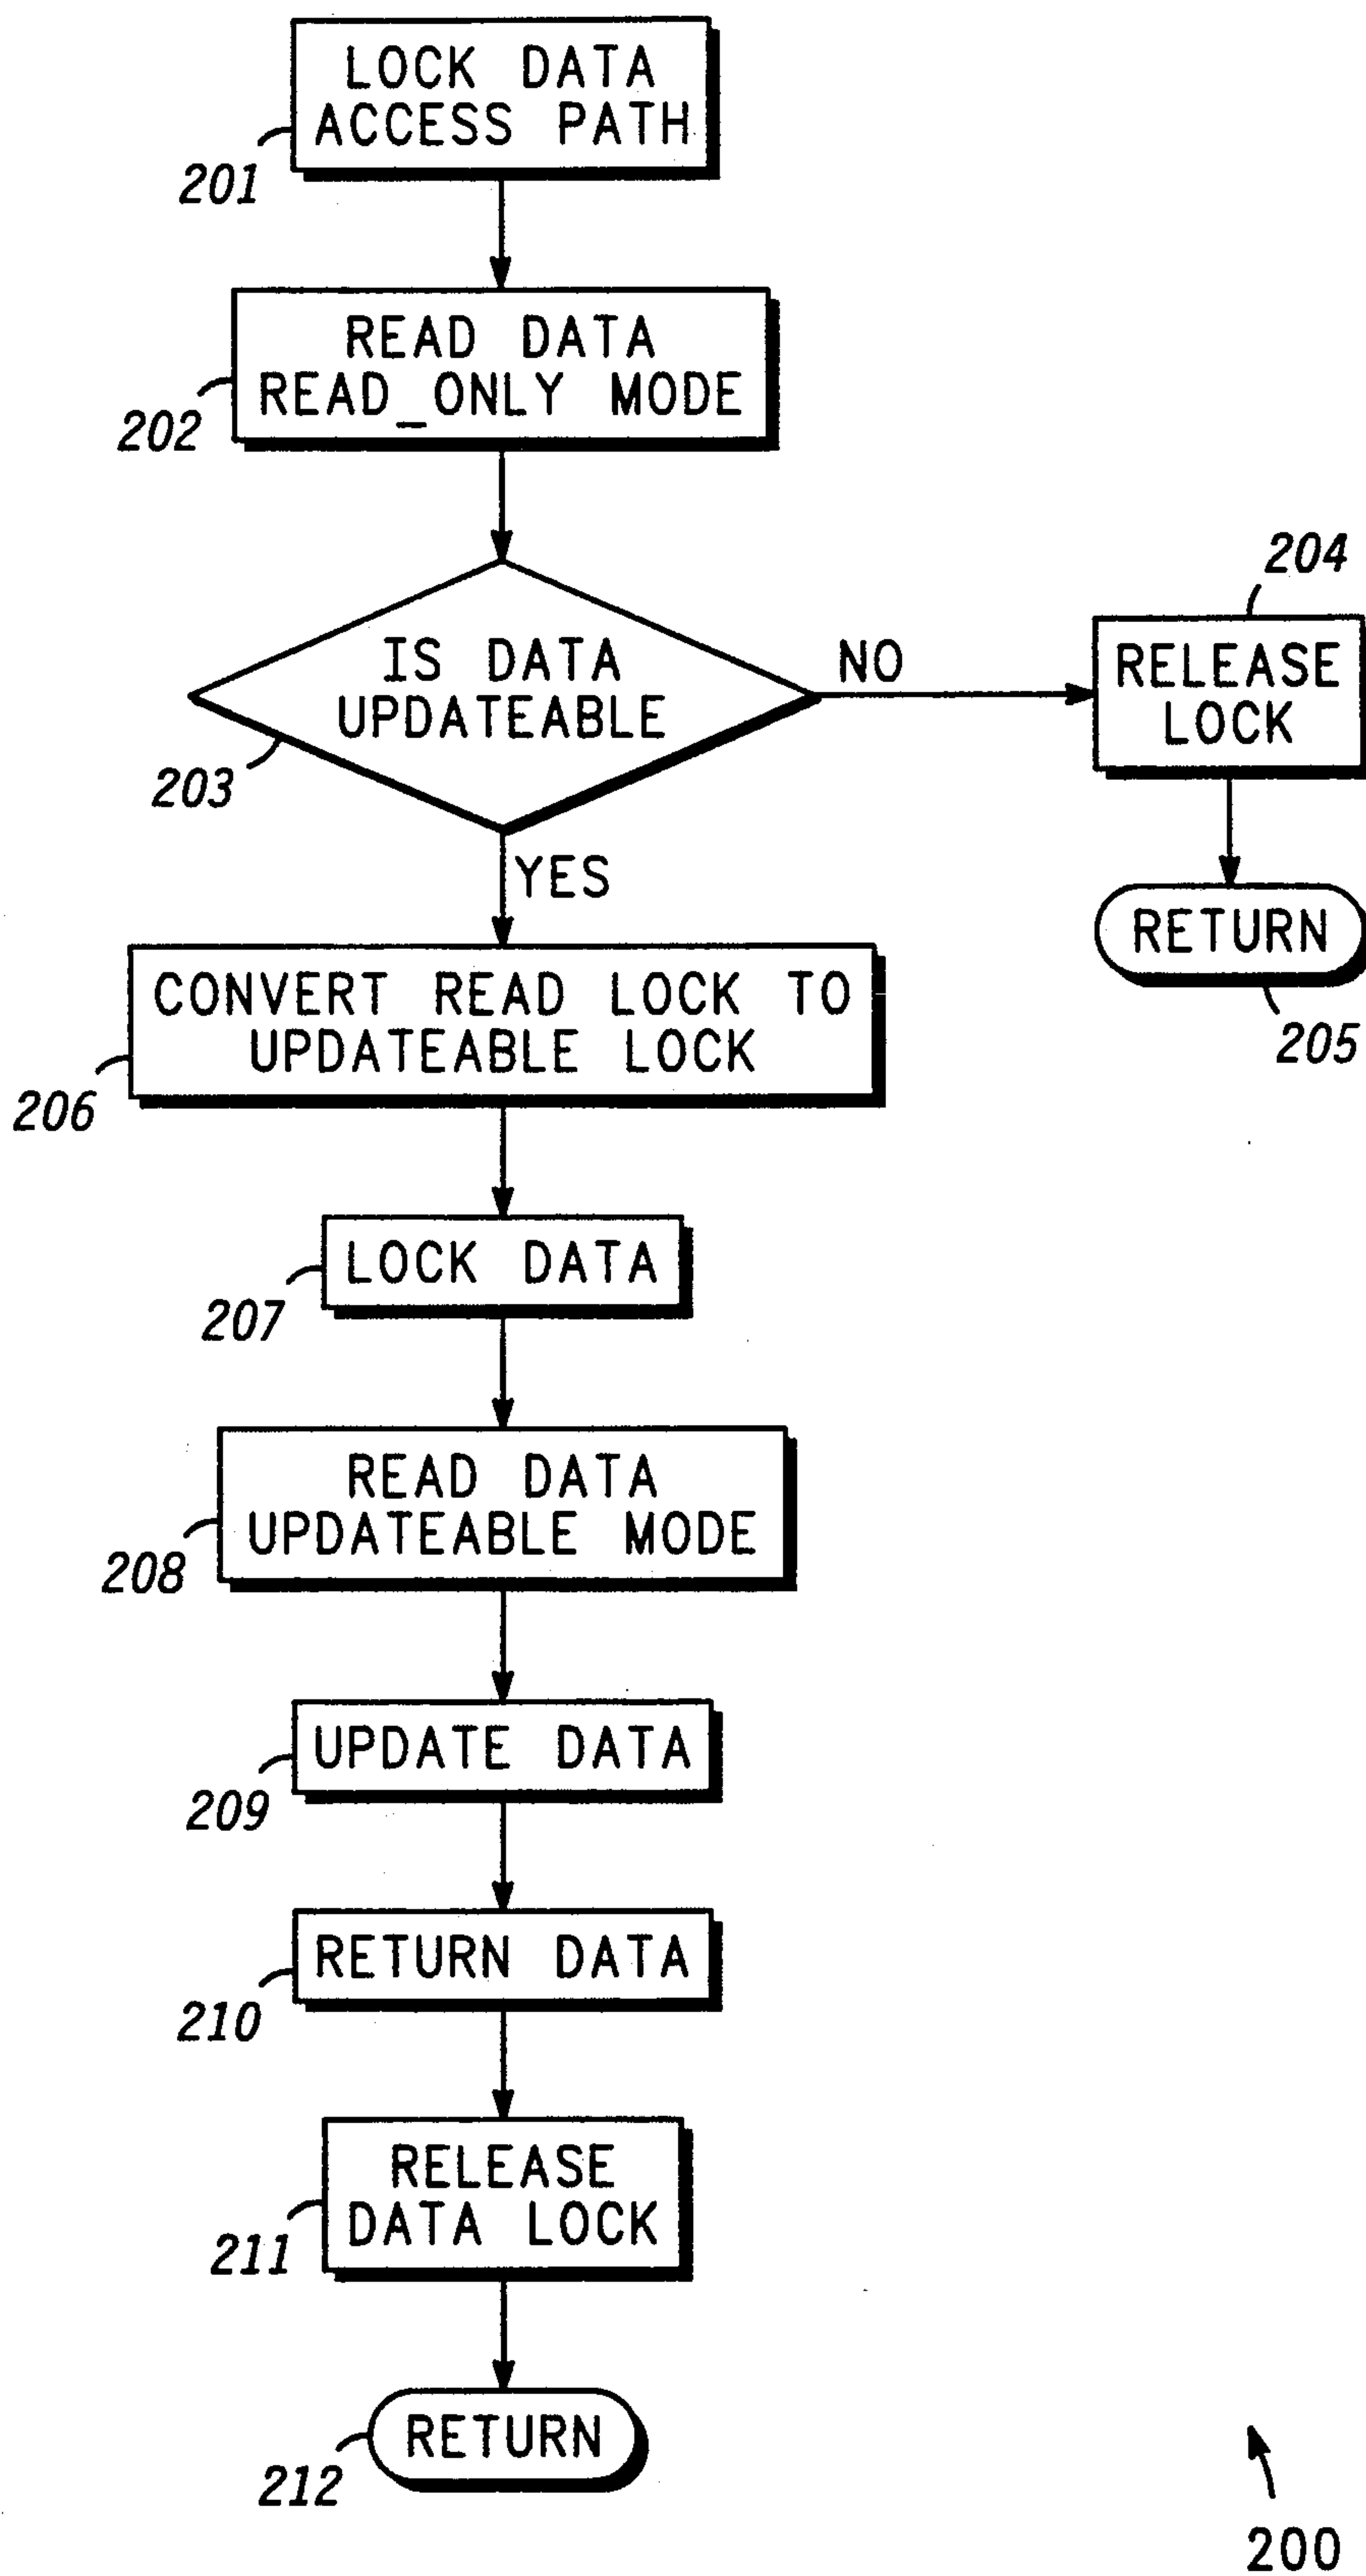 LOCK DATA
ACCESS PATH
201
READ DATA
READ_ONLY MODE
202
IS DATA
UPDATEABLE
203
NO
204
RELEASE
LOCK
RETURN
205
YES
CONVERT READ LOCK TO
UPDATEABLE LOCK
206
LOCK DATA
207
READ DATA
UPDATEABLE MODE
208
UPDATE DATA
209
RETURN DATA
210
RELEASE
DATA LOCK
211
RETURN
212
200